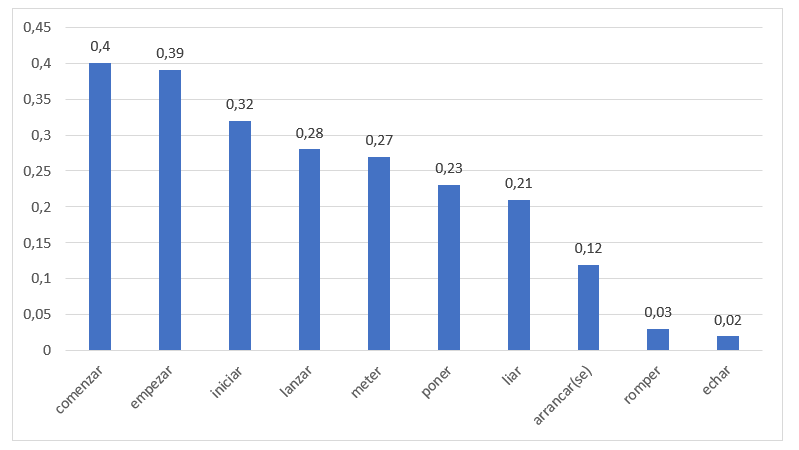 0,45
0,4
0,35
0,3
0,25
0,2
0,15
0,1
0,05
0
0,4
0,39
0,32
0,28
0,27
0,23
0,21
0,12
0,03
0,02
comenzar
empezar
iniciar
lanzar
meter
poner
liar
arrancar(se)
romper
echar